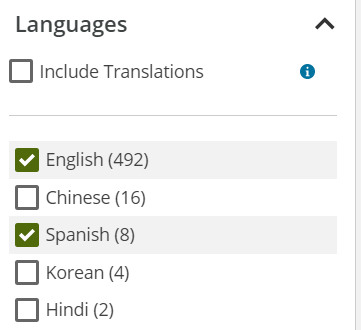 Languages
Include Translations
English (492)
Chinese (16)
Spanish (8)
Korean (4)
Hindi (2)